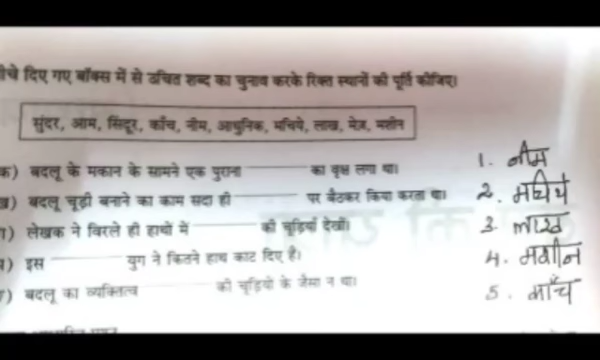 नीचे दिए गए बॉक्स में से उचित शब्द का चुनाव करके रिक्त स्थानों की पूर्ति कीजिए।
सुंदर, आम, सिंदूर, काँच, नीम, आधुनिक, मचिये, लाख, मेज़, मशीन
क) बदलू के मकान के सामने एक पुराना ______ का वृक्ष लगा था। 1. नीम
ख) बदलू चूड़ी बनाने का काम सदा ही ______ पर बैठकर किया करता था। 2. मचिये
ग) लेखक ने विरले ही हाथों में ______ की चूड़ियाँ देखी। 3. लाख
घ) इस ______ युग ने कितने हाथ काट दिए है। 4. मशीन
) बदलू का व्यक्तित्व ______ की चूड़ियो के जैसा न था। 5. काँच